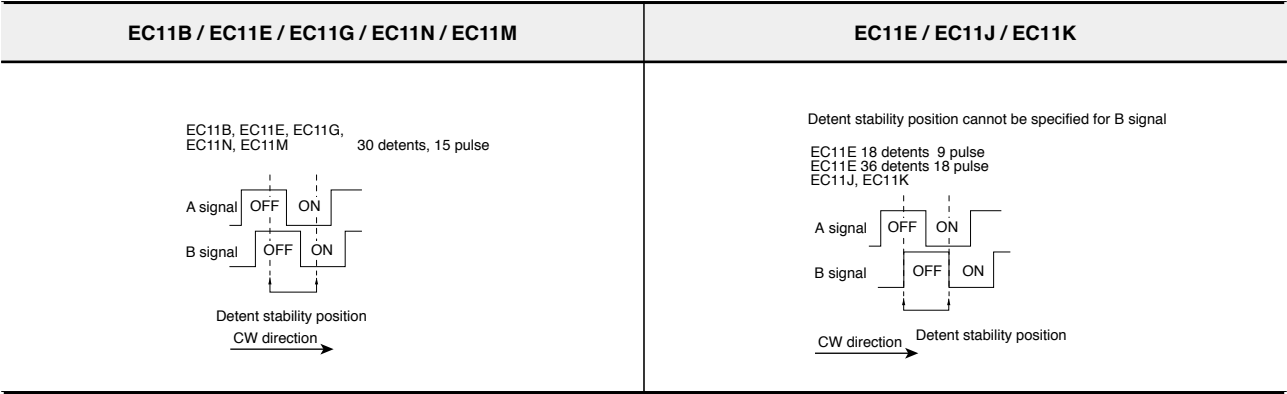 EC11B / EC11E / EC11G / EC11N / EC11M
EC11E / EC11J / EC11K
EC11B, EC11E, EC11G,
EC11N, EC11M 30 detents, 15 pulse
A signal OFF ON
B signal OFF ON
Detent stability position
CW direction
Detent stability position cannot be specified for B signal
EC11E 18 detents 9 pulse
EC11E 36 detents 18 pulse
EC11J, EC11K
A signal OFF ON
B signal OFF ON
CW direction Detent stability position